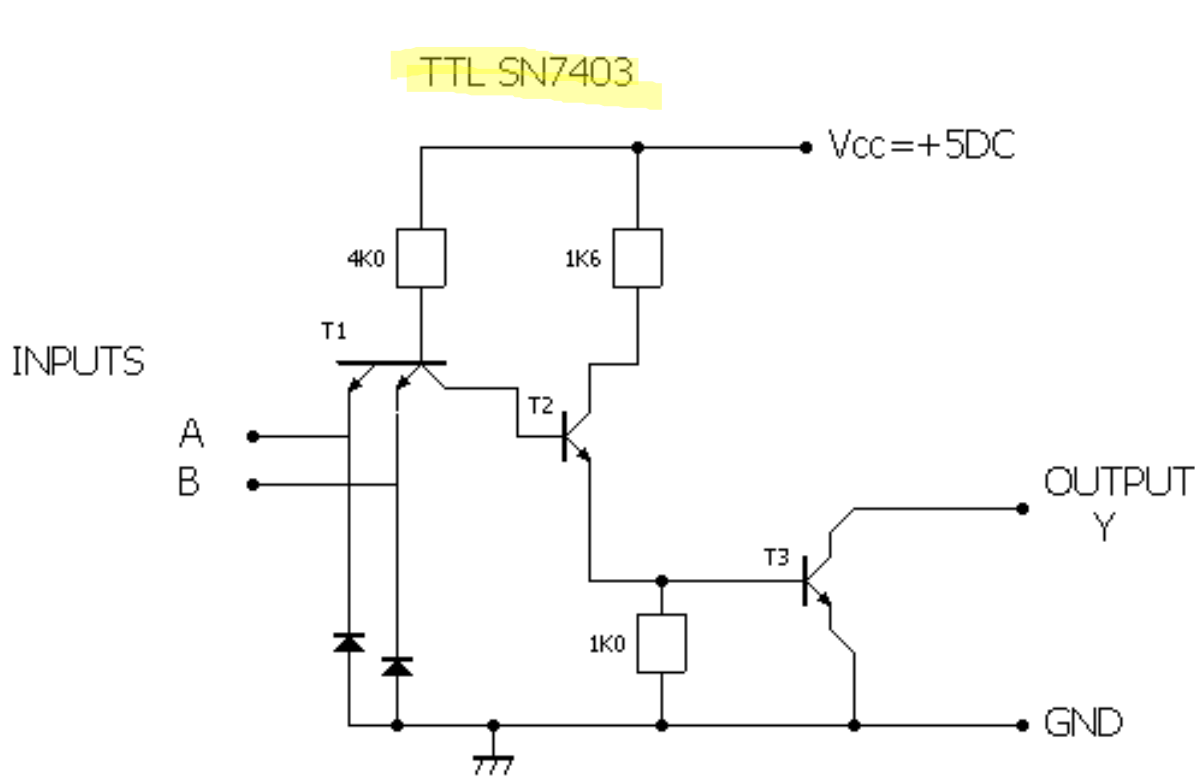 TTL SN7403
Vcc=+5DC
4K0
1K6
T1
INPUTS
T2
A
B
OUTPUT
Y
T3
1K0
GND